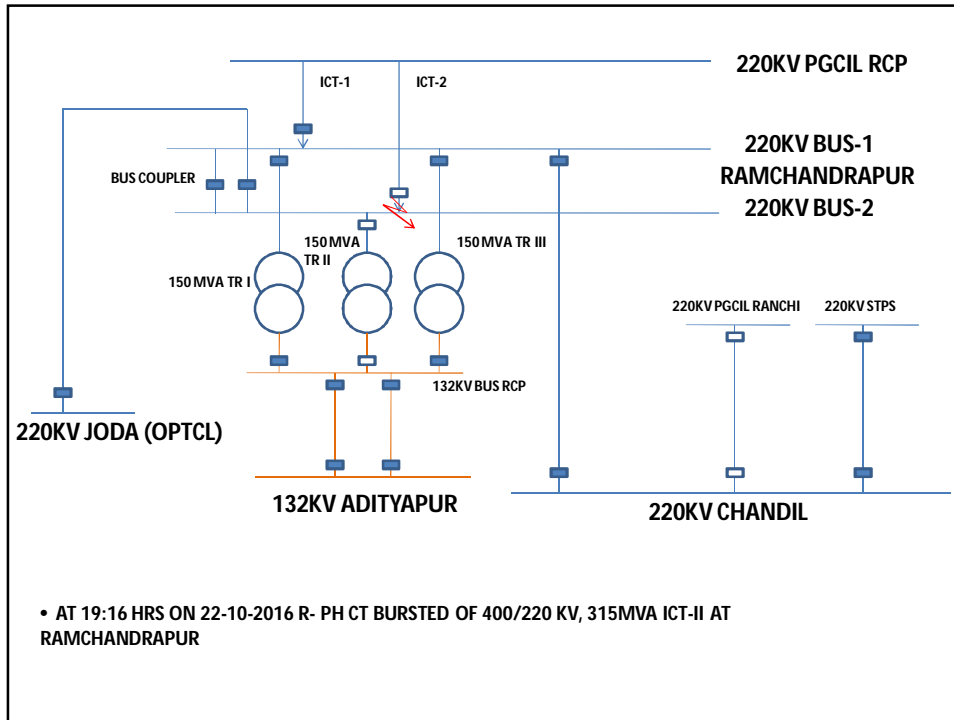 220KV PGCIL RCP
ICT-1
ICT-2
220KV BUS-1
RAMCHANDRAPUR
220KV BUS-2
BUS COUPLER
150 MVA TR I
150 MVA
TR II
150 MVA TR III
220KV PGCIL RANCHI
220KV STPS
132KV BUS RCP
220KV JODA (OPTCL)
132KV ADITYAPUR
220KV CHANDIL
• AT 19:16 HRS ON 22-10-2016 R- PH CT BURSTED OF 400/220 KV, 315MVA ICT-II AT
RAMCHANDRAPUR